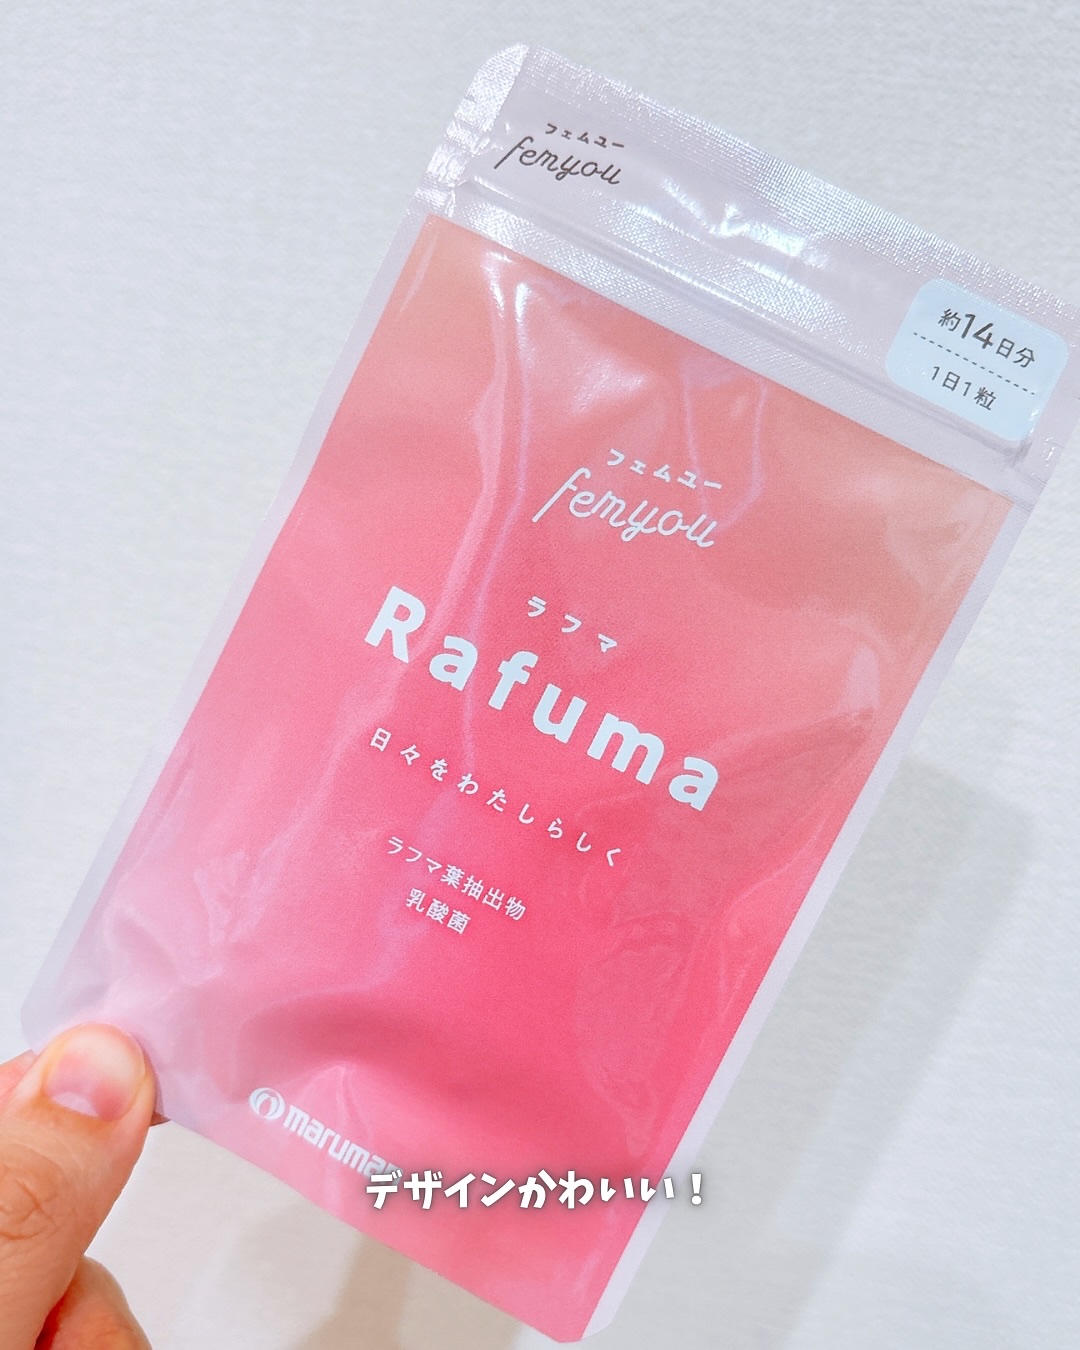 フェムユー
femyou
約14日分
1日1粒
フェムユー
femyou
ラフマ
Rafuma
日々をわたしらしく
ラフマ葉抽出物
乳酸菌
maruman
デザインかわいい！